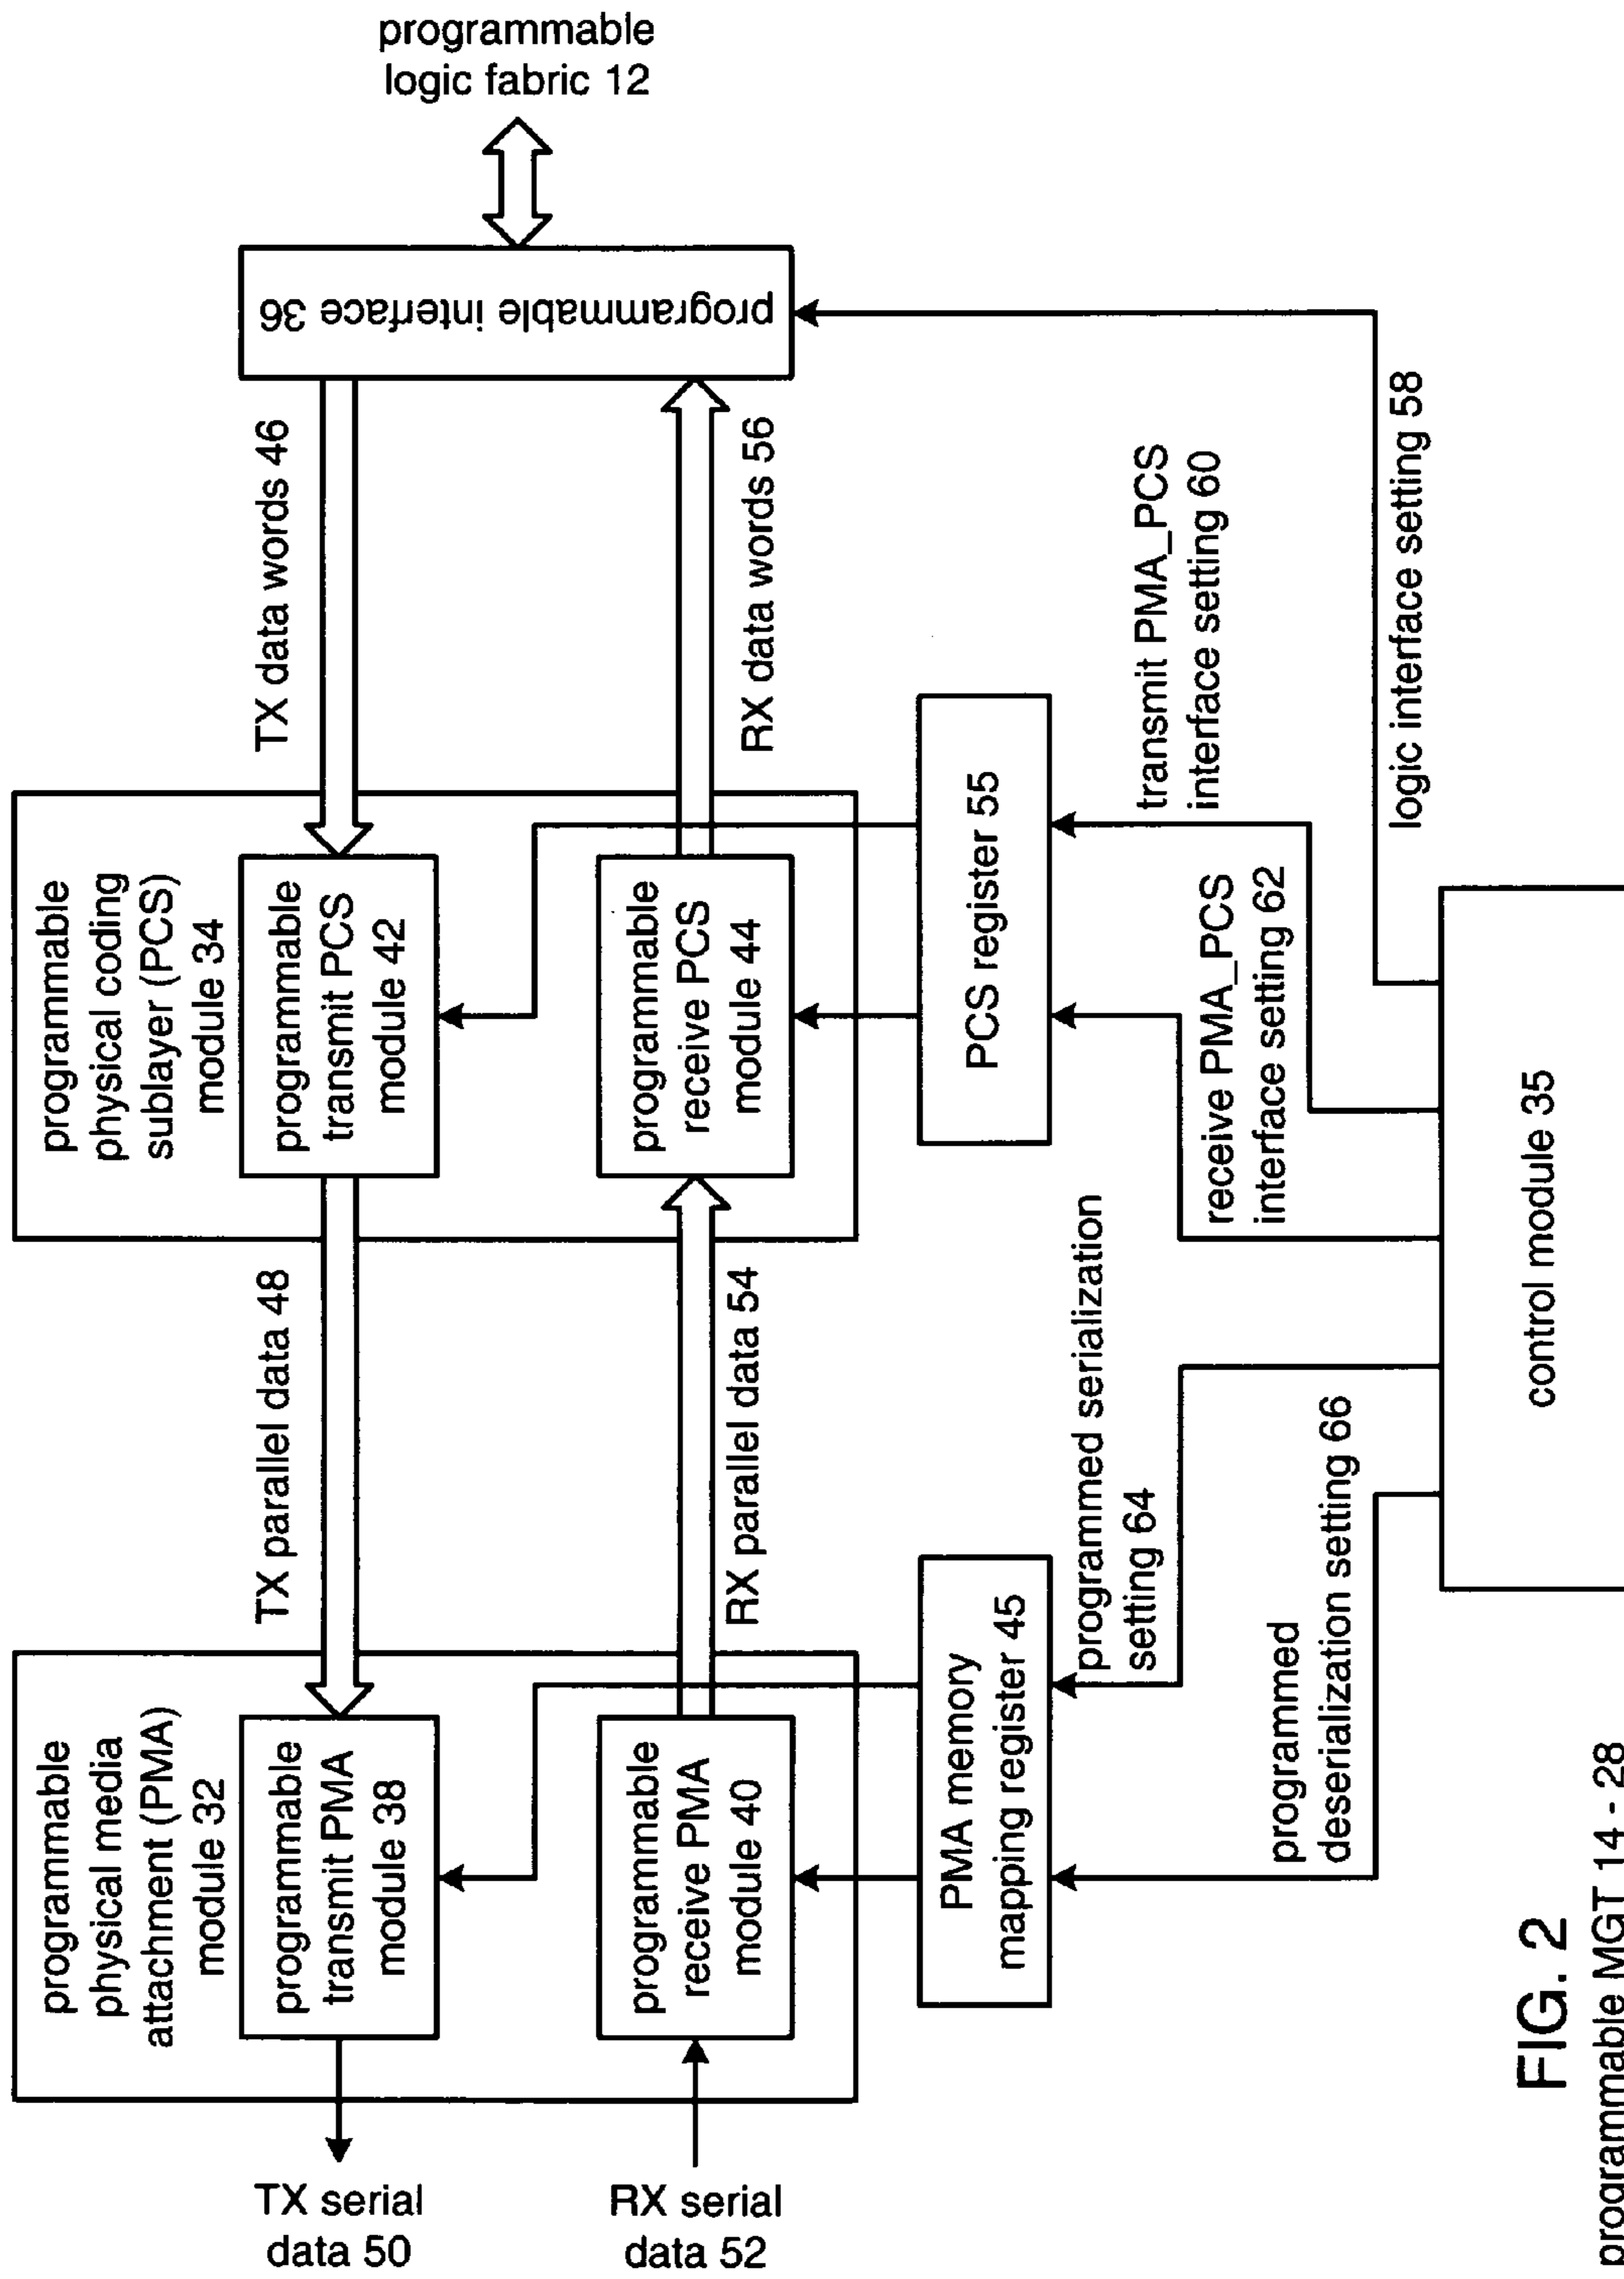 programmable
logic fabric 12
programmable interface 36
TX data words 46
RX data words 56
programmable
physical coding
sublayer (PCS)
module 34
programmable
transmit PCS
module 42
programmable
receive PCS
module 44
PCS register 55
transmit PMA_PCS
interface setting 60
receive PMA_PCS
interface setting 62
logic interface setting 58
TX parallel data 48
RX parallel data 54
programmable
physical media
attachment (PMA)
module 32
programmable
transmit PMA
module 38
programmable
receive PMA
module 40
PMA memory
mapping register 45
programmed serialization
setting 64
programmed
deserialization setting 66
control module 35
TX serial
data 50
RX serial
data 52
FIG. 2
programmable MGT 14 - 28